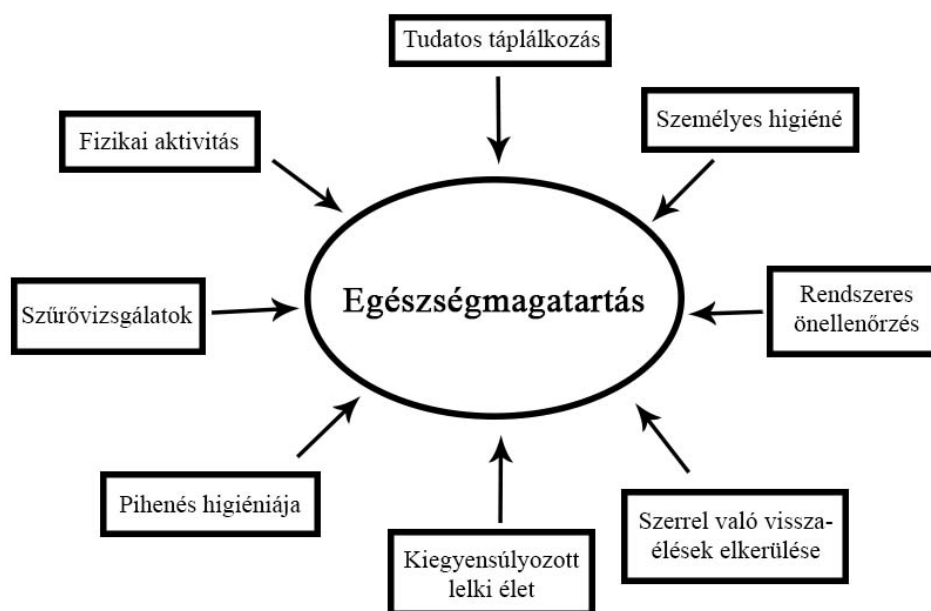 Tudatos táplálkozás
Fizikai aktivitás
Személyes higiéné
Szűrővizsgálatok
Egészségmagatartás
Rendszeres
önellenőrzés
Pihenés higiéniája
Kiegyensúlyozott
lelki élet
Szerrel való vissza-
élések elkerülése